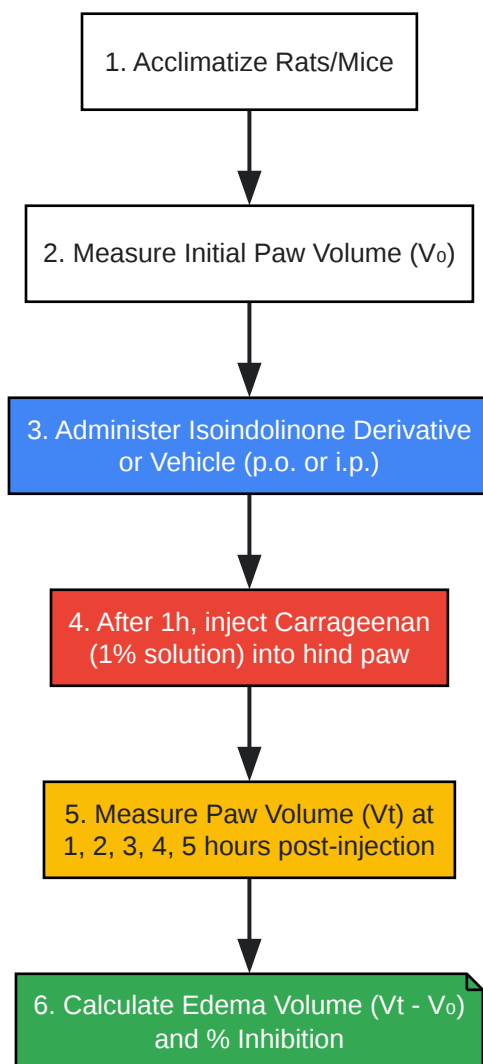 1. Acclimatize Rats/Mice
2. Measure Initial Paw Volume (V₀)
3. Administer Isoindolinone Derivative
or Vehicle (p.o. or i.p.)
4. After 1h, inject Carrageenan
(1% solution) into hind paw
5. Measure Paw Volume (Vt) at
1, 2, 3, 4, 5 hours post-injection
6. Calculate Edema Volume (Vt - V₀)
and % Inhibition